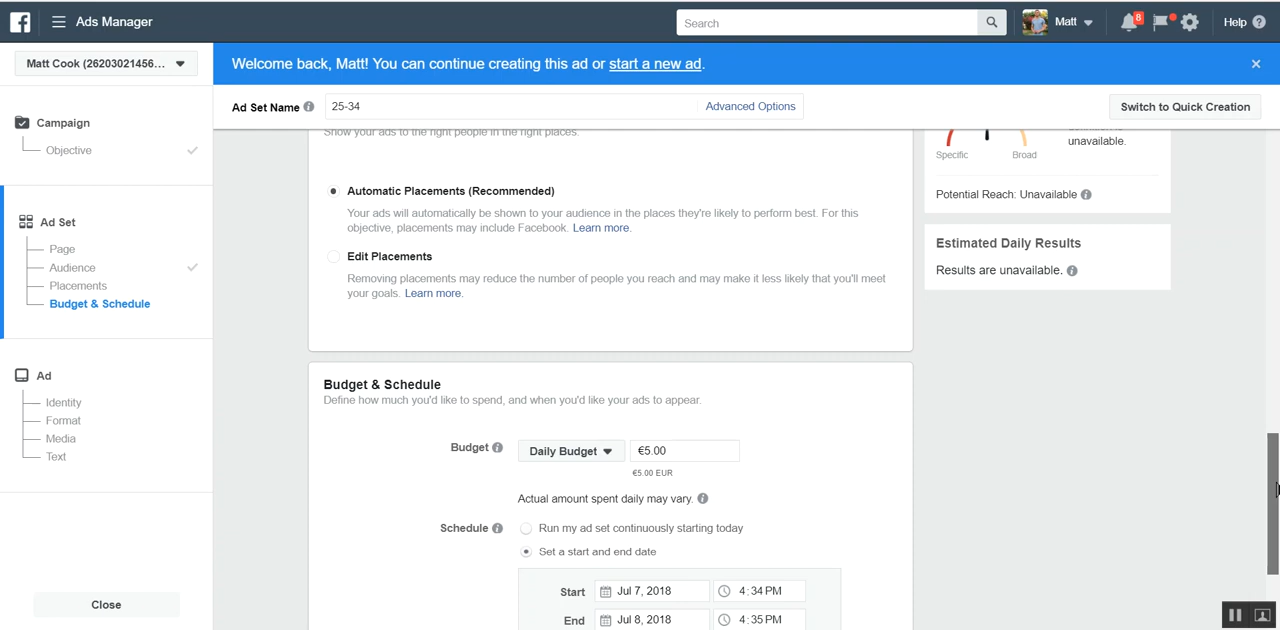 Ads Manager
Search
Matt
8
Help
Matt Cook (26203021456...
Welcome back, Matt! You can continue creating this ad or start a new ad.
Ad Set Name
25-34
Advanced Options
Switch to Quick Creation
Campaign
Objective
Ad Set
Page
Audience
Placements
Budget & Schedule
Ad
Identity
Format
Media
Text
Close
Show your ads to the right people in the right places.
Automatic Placements (Recommended)
Your ads will automatically be shown to your audience in the places they're likely to perform best. For this
objective, placements may include Facebook. Learn more.
Edit Placements
Removing placements may reduce the number of people you reach and may make it less likely that you'll meet
your goals. Learn more.
Budget & Schedule
Define how much you'd like to spend, and when you'd like your ads to appear.
Budget
Daily Budget
€5.00
€5.00 EUR
Actual amount spent daily may vary.
Schedule
Run my ad set continuously starting today
Set a start and end date
Start
Jul 7, 2018
4:34PM
End
Jul 8, 2018
4:35PM
unavailable.
Specific
Broad
Potential Reach: Unavailable
Estimated Daily Results
Results are unavailable.